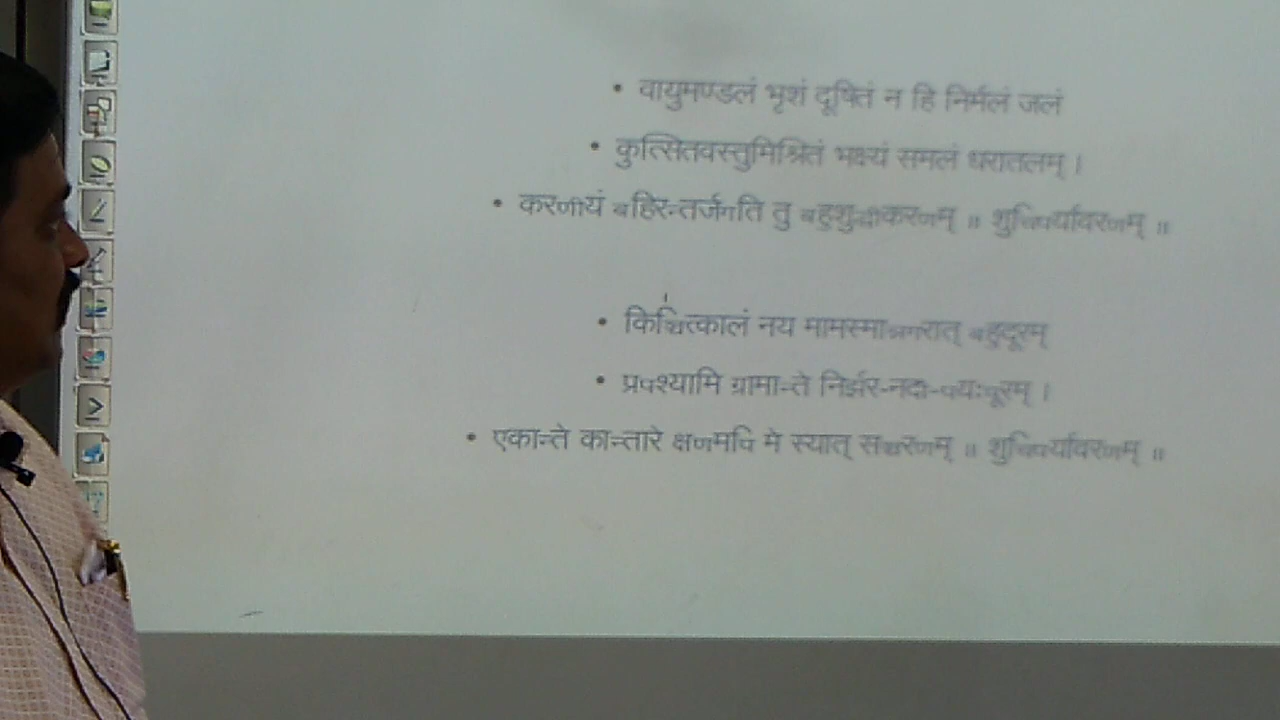 • वायुमण्डलं भृशं दूषितं न हि निर्मलं जलं
• कुत्सितवस्तुमिश्रितं भक्ष्यं समलं धरातलम् ।
• करणीयं बहिरन्तर्जगति तु बहुशुद्धीकरणम् ॥ शुचिपर्यावरणम् ॥
• किञ्चित्कालं नय मामस्मान्नगरात् बहुदूरम्
• प्रपश्यामि ग्रामान्ते निर्झर-नदी-पयःपूरम् ।
• एकान्ते कान्तारे क्षणमपि मे स्यात् सञ्चरणम् ॥ शुचिपर्यावरणम् ॥